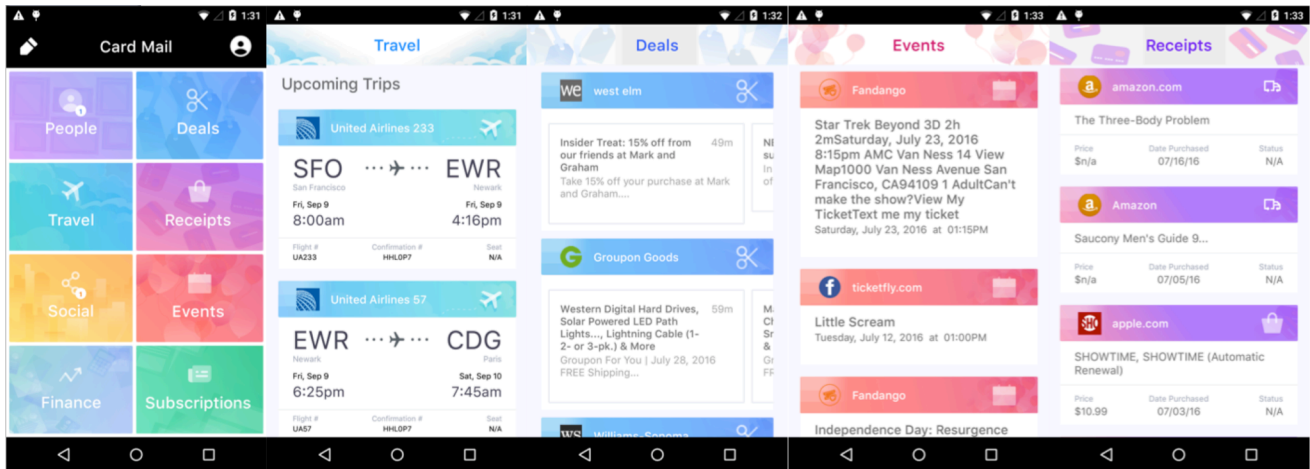 1:31
Card Mail
1
People
Deals
Travel
Receipts
1
Social
Events
Finance
Subscriptions
1:31
Travel
Upcoming Trips
United Airlines 233
SFO EWR
San Francisco Newark
Fri, Sep 9 Fri, Sep 9
8:00am 4:16pm
Flight # Confirmation # Seat
UA233 HHL0P7 N/A
United Airlines 57
EWR CDG
Newark Paris
Fri, Sep 9 Sat, Sep 10
6:25pm 7:45am
Flight # Confirmation # Seat
UA57 HHL0P7 N/A
1:32
Deals
we west elm
Insider Treat: 15% off from 49m
our friends at Mark and
Graham
Take 15% off your purchase at Mark
and Graham....
G Groupon Goods
Western Digital Hard Drives, 59m
Solar Powered LED Path
Lights..., Lightning Cable (1-
2- or 3-pk.) & More
Groupon For You | July 28, 2016
FREE Shipping...
WS Williams-Sonoma
1:33
Events
Fandango
Star Trek Beyond 3D 2h
2mSaturday, July 23, 2016
8:15pm AMC Van Ness 14 View
Map1000 Van Ness Avenue San
Francisco, CA94109 1 AdultCan't
make the show?View My
TicketText me my ticket
Saturday, July 23, 2016 at 01:15PM
f ticketfly.com
Little Scream
Tuesday, July 12, 2016 at 01:00PM
Fandango
Independence Day: Resurgence
1:33
Receipts
a amazon.com
The Three-Body Problem
Price Date Purchased Status
$n/a 07/16/16 N/A
a Amazon
Saucony Men's Guide 9...
Price Date Purchased Status
$n/a 07/05/16 N/A
SHO apple.com
SHOWTIME, SHOWTIME (Automatic
Renewal)
Price Date Purchased Status
$10.99 07/03/16 N/A